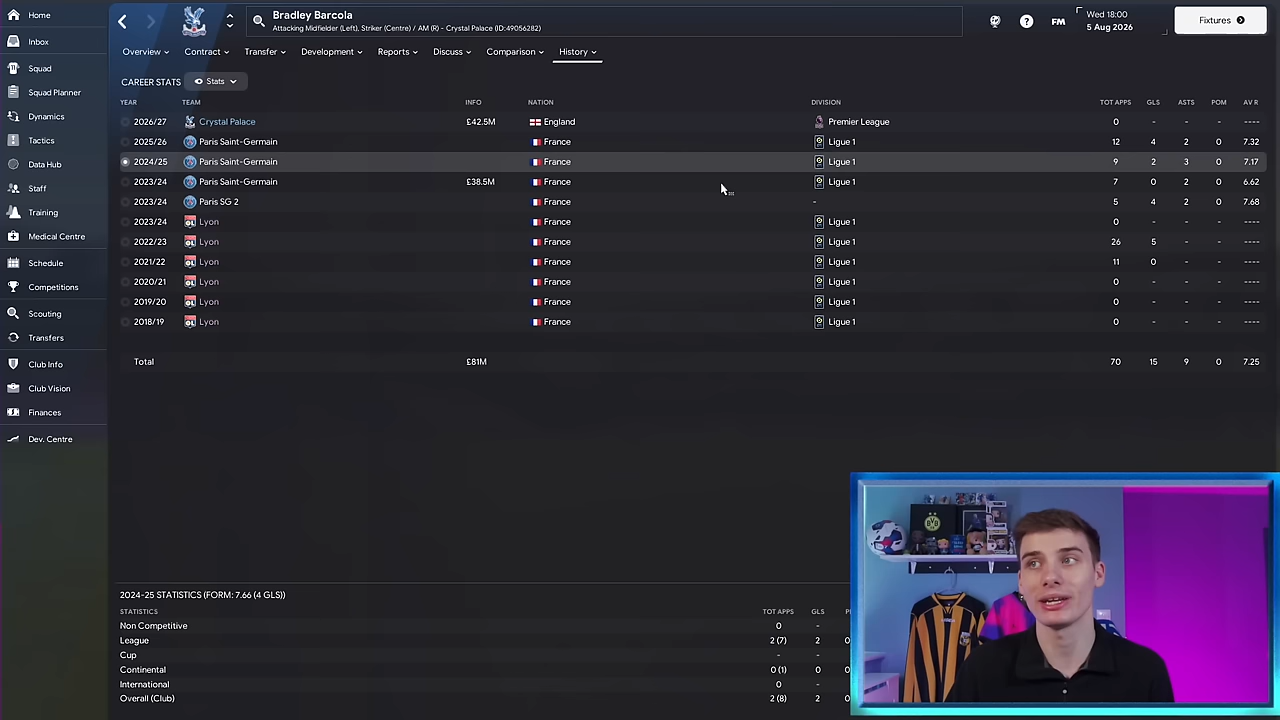 Home
Inbox
Squad
Squad Planner
Dynamics
Tactics
Data Hub
Staff
Training
Medical Centre
Schedule
Competitions
Scouting
Transfers
Club Info
Club Vision
Finances
Dev. Centre
Bradley Barcola
Attacking Midfielder (Left), Striker (Centre) / AM (R) - Crystal Palace (ID:49056282)
FM
Wed 18:00
5 Aug 2026
Fixtures
Overview Contract Transfer Development Reports Discuss Comparison History
CAREER STATS Stats
YEAR TEAM INFO NATION DIVISION TOT APPS GLS ASTS POM AV R
2026/27 Crystal Palace £42.5M England Premier League 0 - - - ----
2025/26 Paris Saint-Germain France Ligue 1 12 4 2 0 7.32
2024/25 Paris Saint-Germain France Ligue 1 9 2 3 0 7.17
2023/24 Paris Saint-Germain £38.5M France Ligue 1 7 0 2 0 6.62
2023/24 Paris SG 2 France - 5 4 2 0 7.68
2023/24 Lyon France Ligue 1 0 - - - ----
2022/23 Lyon France Ligue 1 26 5 - - ----
2021/22 Lyon France Ligue 1 11 0 - - ----
2020/21 Lyon France Ligue 1 0 - - - ----
2019/20 Lyon France Ligue 1 0 - - - ----
2018/19 Lyon France Ligue 1 0 - - - ----
Total £81M 70 15 9 0 7.25
2024-25 STATISTICS (FORM: 7.66 (4 GLS))
STATISTICS TOT APPS GLS
Non Competitive 0 -
League 2 (7) 2 0
Cup - -
Continental 0 (1) 0 0
International 0 -
Overall (Club) 2 (8) 2 0
BVB